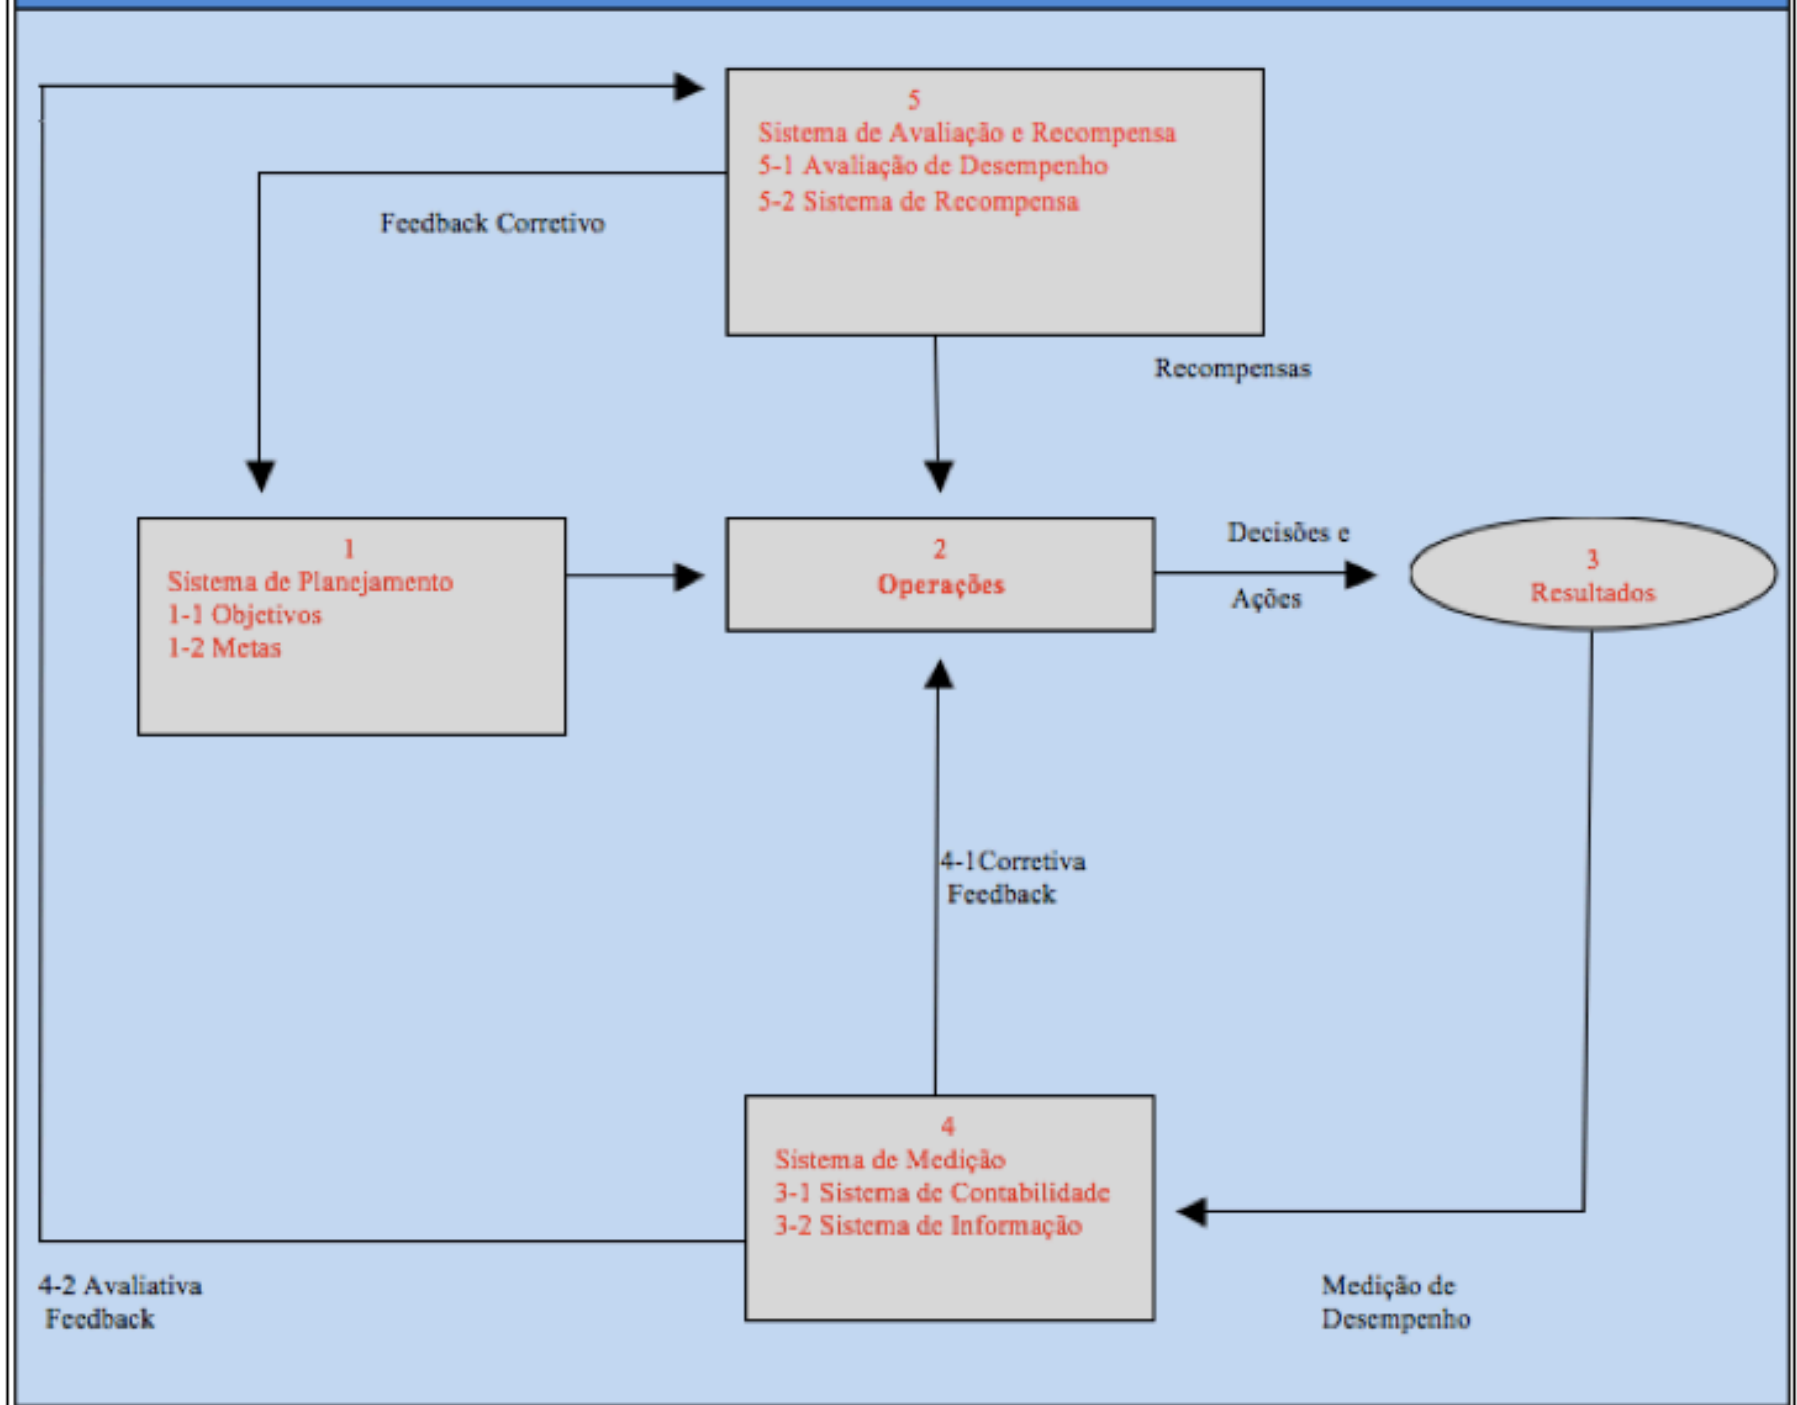 5
Sistema de Avaliação e Recompensa
5-1 Avaliação de Desempenho
5-2 Sistema de Recompensa
Feedback Corretivo
Recompensas
1
Sistema de Planejamento
1-1 Objetivos
1-2 Metas
2
Operações
Decisões e
Ações
3
Resultados
4-1Corretiva
Feedback
4
Sistema de Medição
3-1 Sistema de Contabilidade
3-2 Sistema de Informação
4-2 Avaliativa
Feedback
Medição de
Desempenho